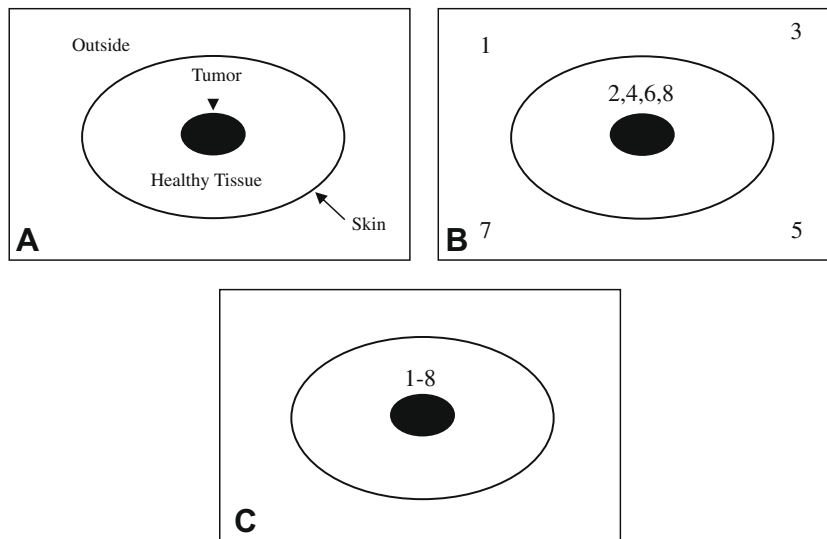 Outside
Tumor
Healthy Tissue
Skin
A
1
3
2,4,6,8
7
5
B
1-8
C